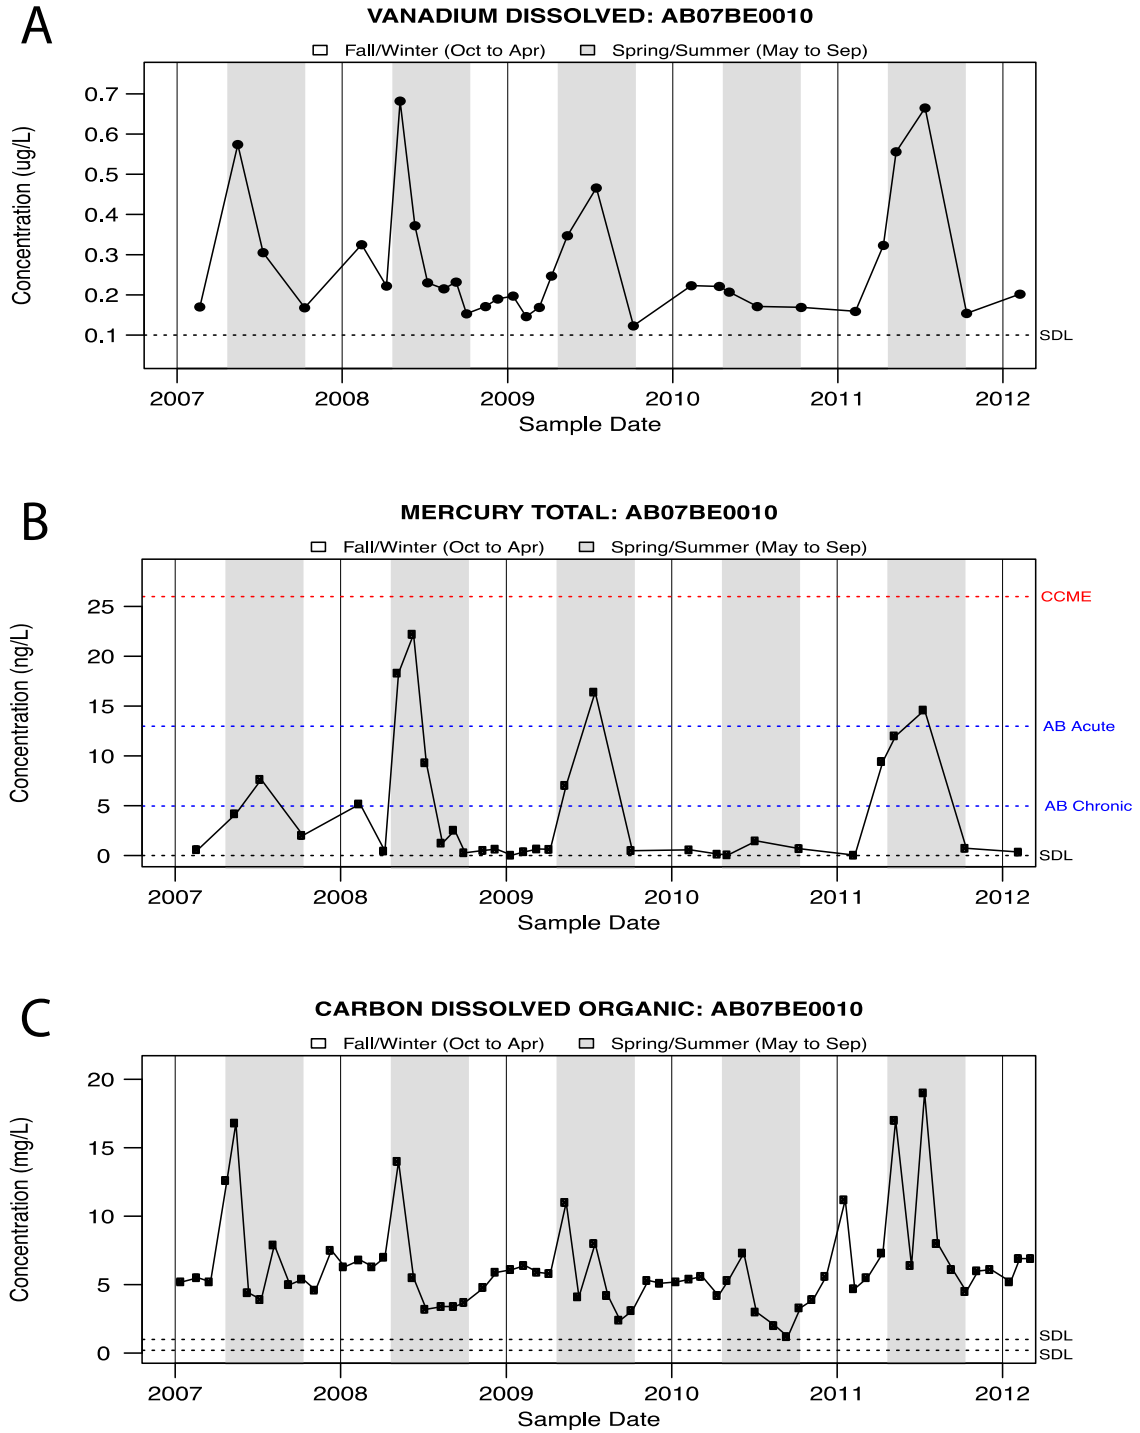 A
VANADIUM DISSOLVED: AB07BE0010
Fall/Winter (Oct to Apr) Spring/Summer (May to Sep)
Concentration (ug/L)
0.7
0.6
0.5
0.4
0.3
0.2
0.1
SDL
2007 2008 2009 2010 2011 2012
Sample Date
B
MERCURY TOTAL: AB07BE0010
Fall/Winter (Oct to Apr) Spring/Summer (May to Sep)
Concentration (ng/L)
25
20
15
10
5
0
CCME
AB Acute
AB Chronic
SDL
2007 2008 2009 2010 2011 2012
Sample Date
C
CARBON DISSOLVED ORGANIC: AB07BE0010
Fall/Winter (Oct to Apr) Spring/Summer (May to Sep)
Concentration (mg/L)
20
15
10
5
0
SDL
SDL
2007 2008 2009 2010 2011 2012
Sample Date